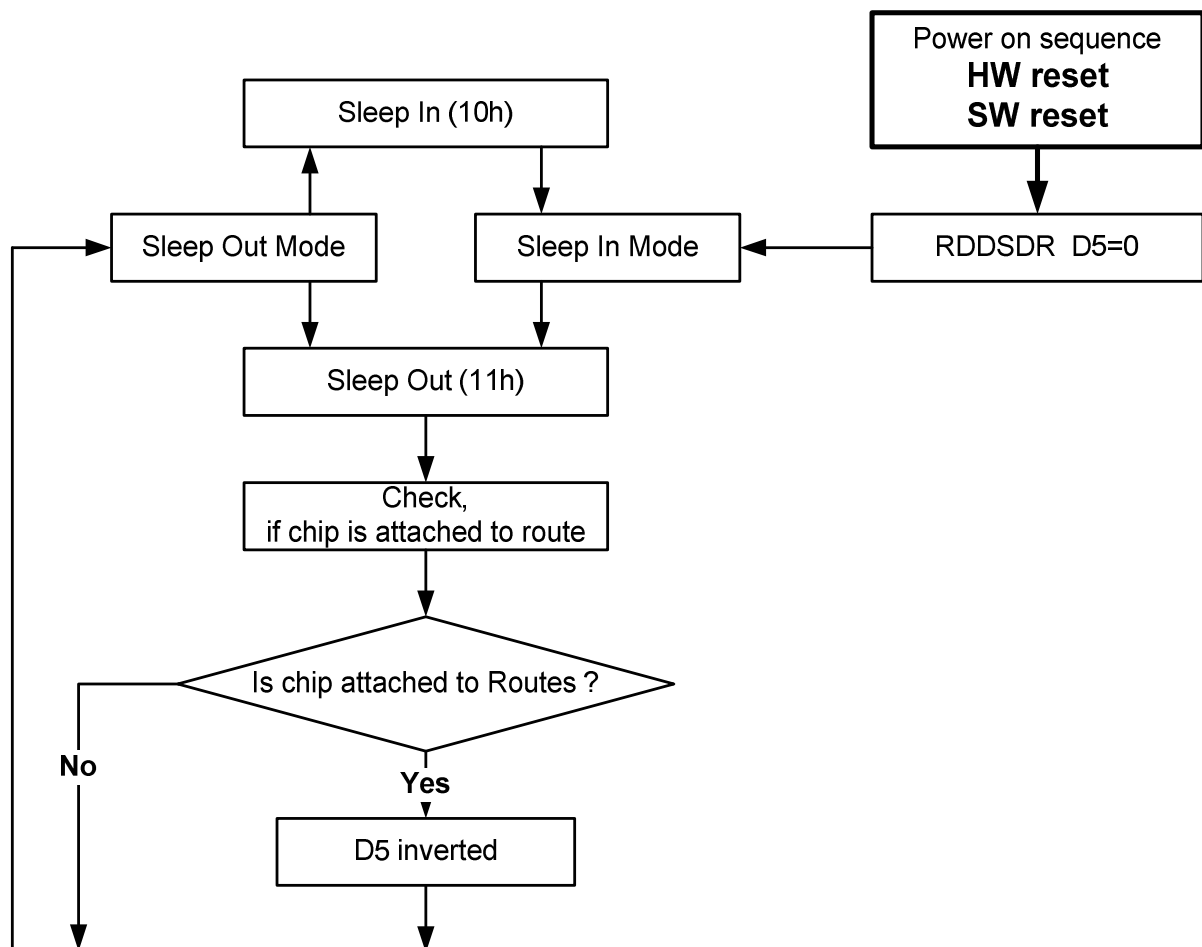 Power on sequence
HW reset
SW reset
Sleep In (10h)
Sleep Out Mode
Sleep In Mode
RDDSDR D5=0
Sleep Out (11h)
Check,
if chip is attached to route
Is chip attached to Routes ?
No
Yes
D5 inverted